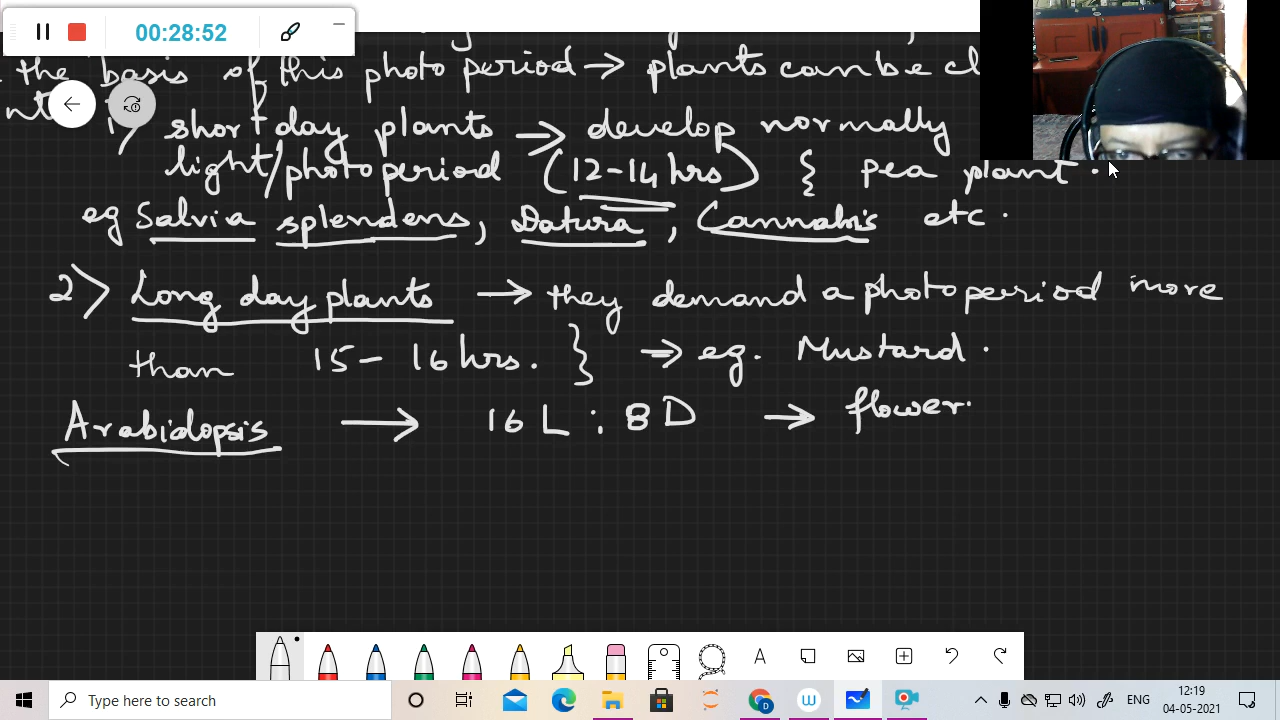 00:28:52
the basis of this photo period → plants can be cl
1) short day plants → develop normally
light/photoperiod (12-14 hrs) { pea plant.
eg Salvia splendens, Datura, Cannabis etc.
2) Long day plants → they demand a photoperiod more
than 15-16 hrs. } → eg. Mustard.
Arabidopsis → 16 L : 8 D → flower.
A
Type here to search
ENG
12:19
04-05-2021